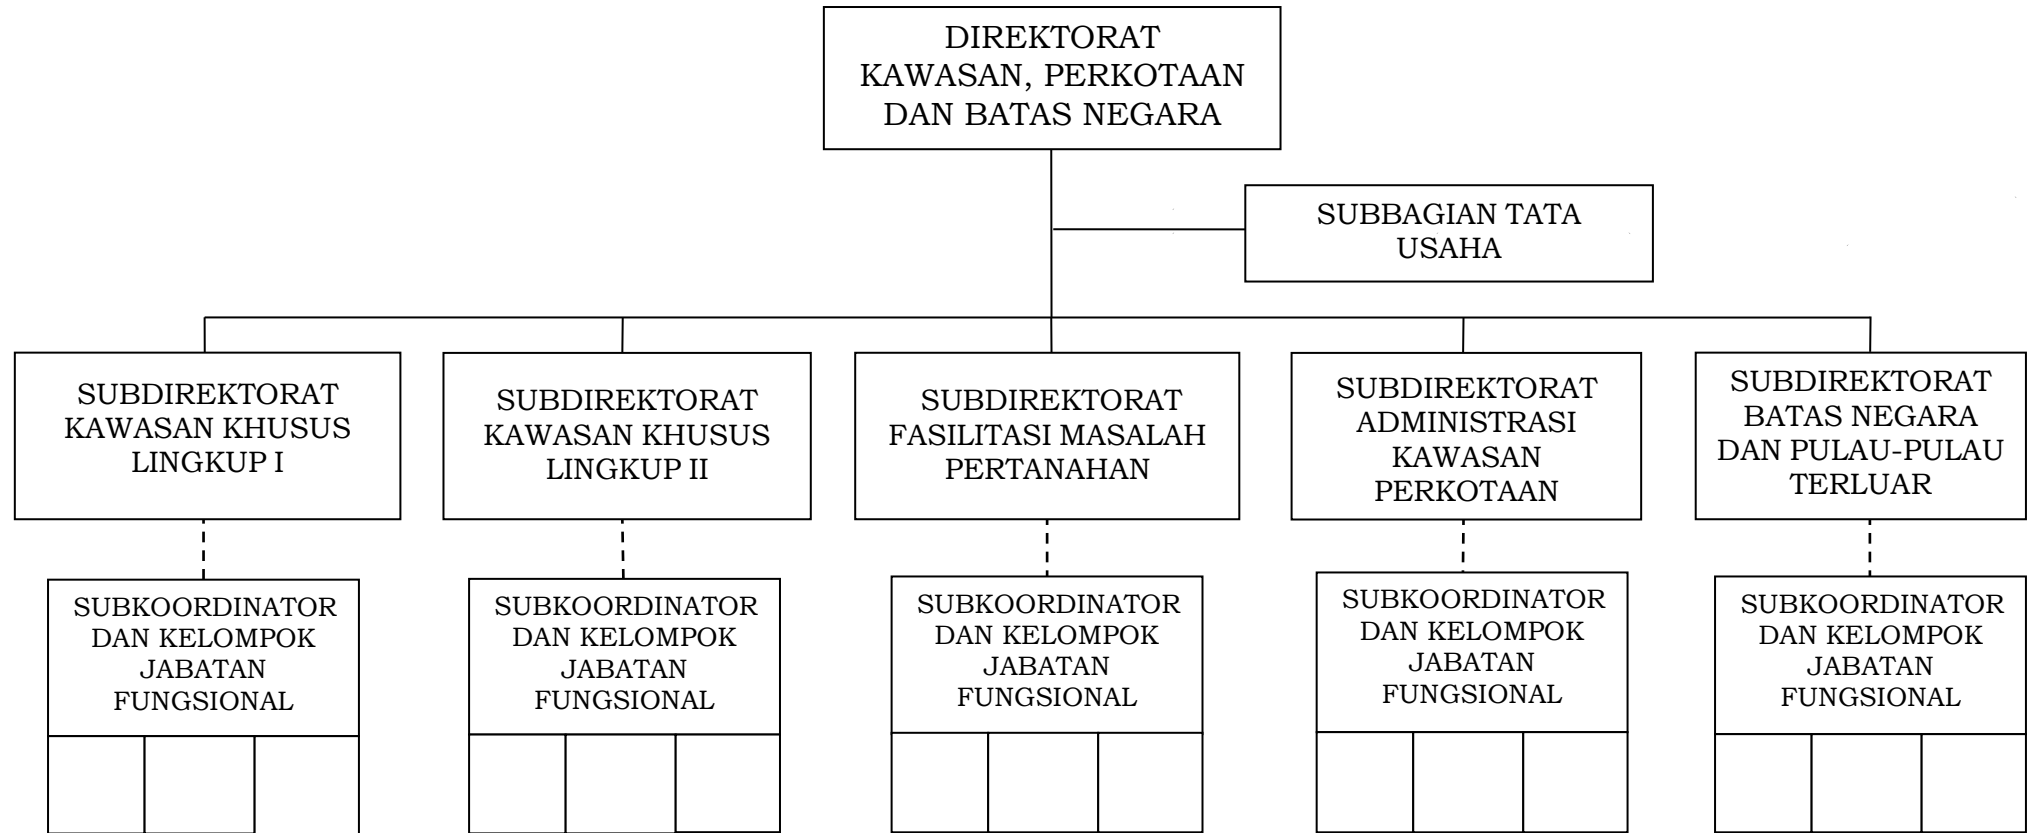 DIREKTORAT
KAWASAN, PERKOTAAN
DAN BATAS NEGARA
SUBBAGIAN TATA
USAHA
SUBDIREKTORAT
KAWASAN KHUSUS
LINGKUP I
SUBDIREKTORAT
KAWASAN KHUSUS
LINGKUP II
SUBDIREKTORAT
FASILITASI MASALAH
PERTANAHAN
SUBDIREKTORAT
ADMINISTRASI
KAWASAN
PERKOTAAN
SUBDIREKTORAT
BATAS NEGARA
DAN PULAU-PULAU
TERLUAR
SUBKOORDINATOR
DAN KELOMPOK
JABATAN
FUNGSIONAL
SUBKOORDINATOR
DAN KELOMPOK
JABATAN
FUNGSIONAL
SUBKOORDINATOR
DAN KELOMPOK
JABATAN
FUNGSIONAL
SUBKOORDINATOR
DAN KELOMPOK
JABATAN
FUNGSIONAL
SUBKOORDINATOR
DAN KELOMPOK
JABATAN
FUNGSIONAL